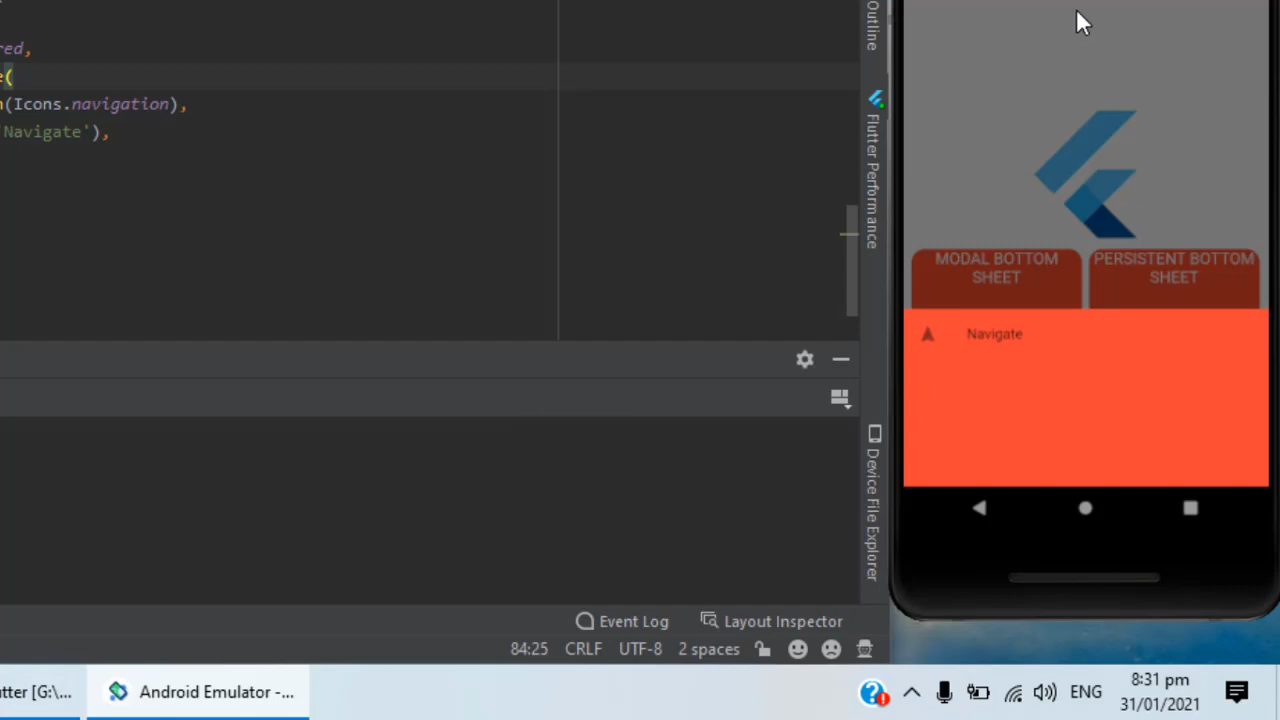 red,
e(
n(Icons.navigation),
'Navigate'),
Outline
Flutter Performance
Device File Explorer
MODAL BOTTOM
SHEET
PERSISTENT BOTTOM
SHEET
Navigate
Event Log
Layout Inspector
84:25
CRLF
UTF-8
2 spaces
tter [G:\...
Android Emulator -...
ENG
8:31 pm
31/01/2021